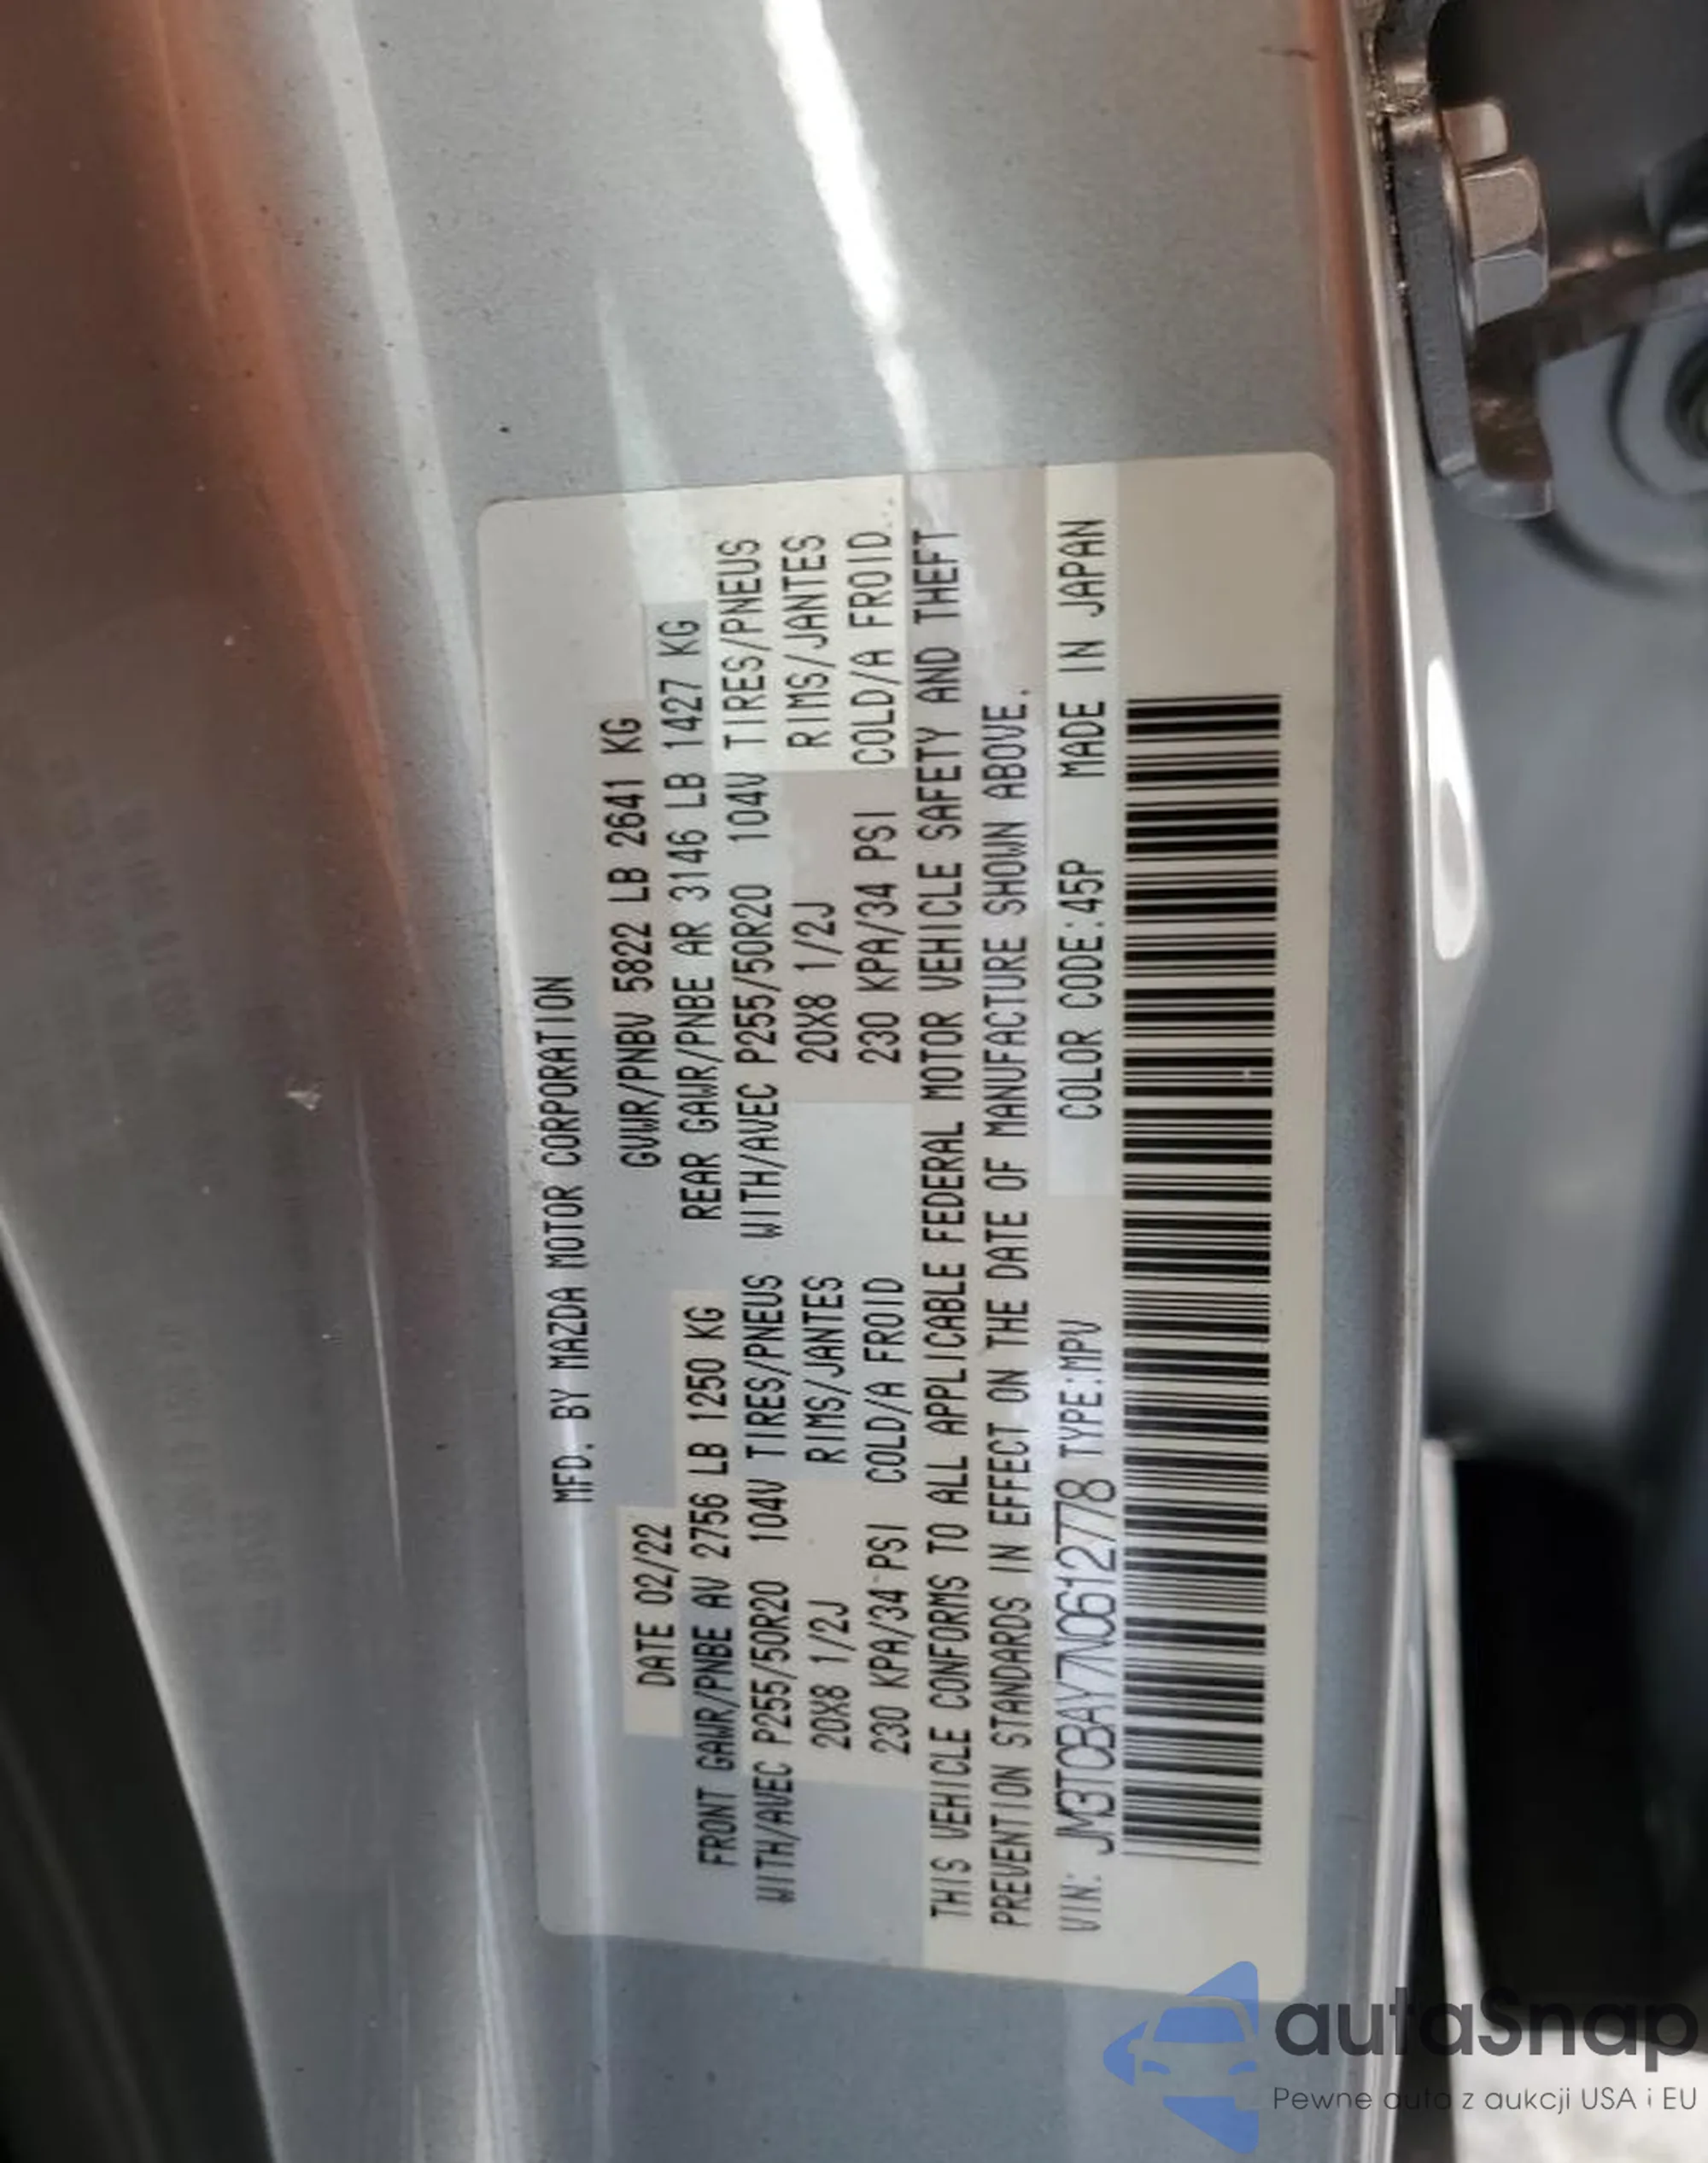 MFD. BY MAZDA MOTOR CORPORATION
DATE 02/22 GVWR/PNBV 5822 LB 2641 KG
FRONT GAWR/PNBE AV 2756 LB 1250 KG REAR GAWR/PNBE AR 3146 LB 1427 KG
WITH/AVEC P255/50R20 104V TIRES/PNEUS WITH/AVEC P255/50R20 104V TIRES/PNEUS
20X8 1/2J RIMS/JANTES 20X8 1/2J RIMS/JANTES
230 KPA/34 PSI COLD/A FROID 230 KPA/34 PSI COLD/A FROID
THIS VEHICLE CONFORMS TO ALL APPLICABLE FEDERAL MOTOR VEHICLE SAFETY AND THEFT
PREVENTION STANDARDS IN EFFECT ON THE DATE OF MANUFACTURE SHOWN ABOVE.
VIN: JM3TCBAY7N0612778 TYPE:MPV COLOR CODE:45P MADE IN JAPAN
autaSnap
Pewne auto z aukcji USA i EU